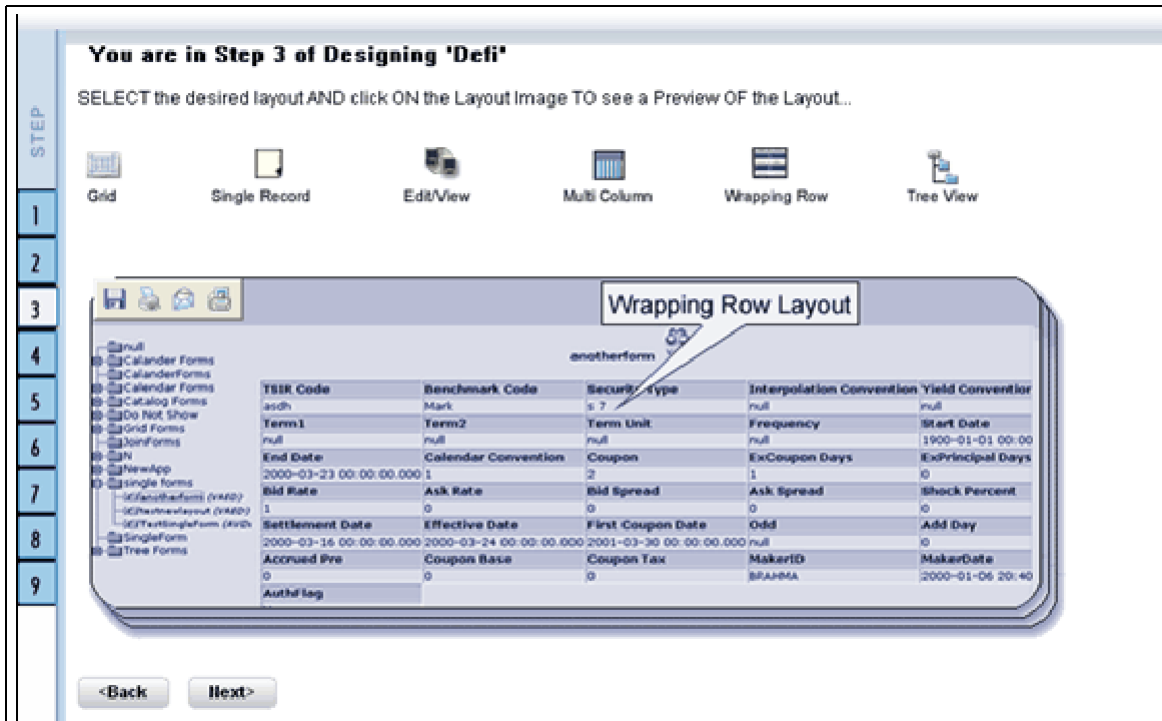 You are in Step 3 of Designing 'Defi'
SELECT the desired layout AND click ON the Layout Image TO see a Preview OF the Layout...
STEP
1
2
3
4
5
6
7
8
9
Grid
Single Record
Edit/View
Multi Column
Wrapping Row
Tree View
Wrapping Row Layout
anotherform
null
Calander Forms
CalanderForms
Calendar Forms
Catalog Forms
Do Not Show
Grid Forms
JoinForms
N
NewApp
single forms
SingleForm
Tree Forms
TSIR Code Benchmark Code Security Type Interpolation Convention Yield Convention
asdh Mark s 7 null null
Term1 Term2 Term Unit Frequency Start Date
null null null null 1900-01-01 00:00
End Date Calendar Convention Coupon ExCoupon Days ExPrincipal Days
2000-03-23 00:00:00.000 1 2 1 0
Bid Rate Ask Rate Bid Spread Ask Spread Shock Percent
1 0 0 0 0
Settlement Date Effective Date First Coupon Date Odd Add Day
2000-03-16 00:00:00.000 2000-03-24 00:00:00.000 2001-03-30 00:00:00.000 null 0
Accrued Pre Coupon Base Coupon Tax MakerID MakerDate
0 0 0 BRAHMA 2000-01-06 20:40
AuthFlag
<Back
Next>